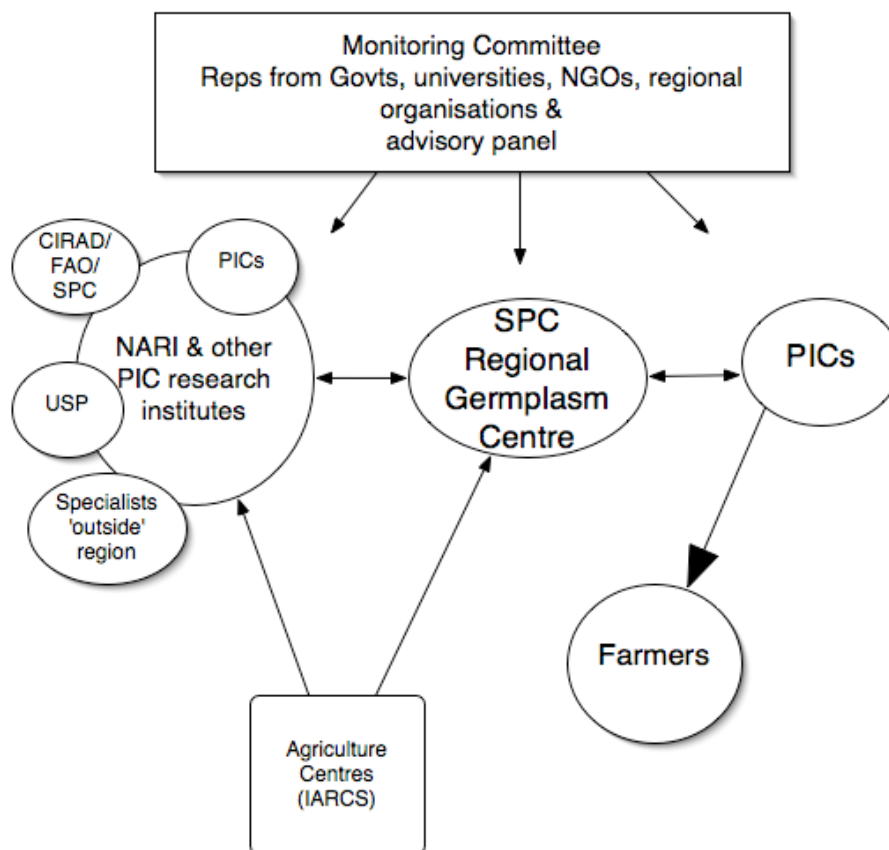 Monitoring Committee
Reps from Govts, universities, NGOs, regional
organisations &
advisory panel
CIRAD/
FAO/
SPC
PICs
NARI & other
PIC research
institutes
USP
Specialists
'outside'
region
SPC
Regional
Germplasm
Centre
PICs
Farmers
Agriculture
Centres
(IARCS)